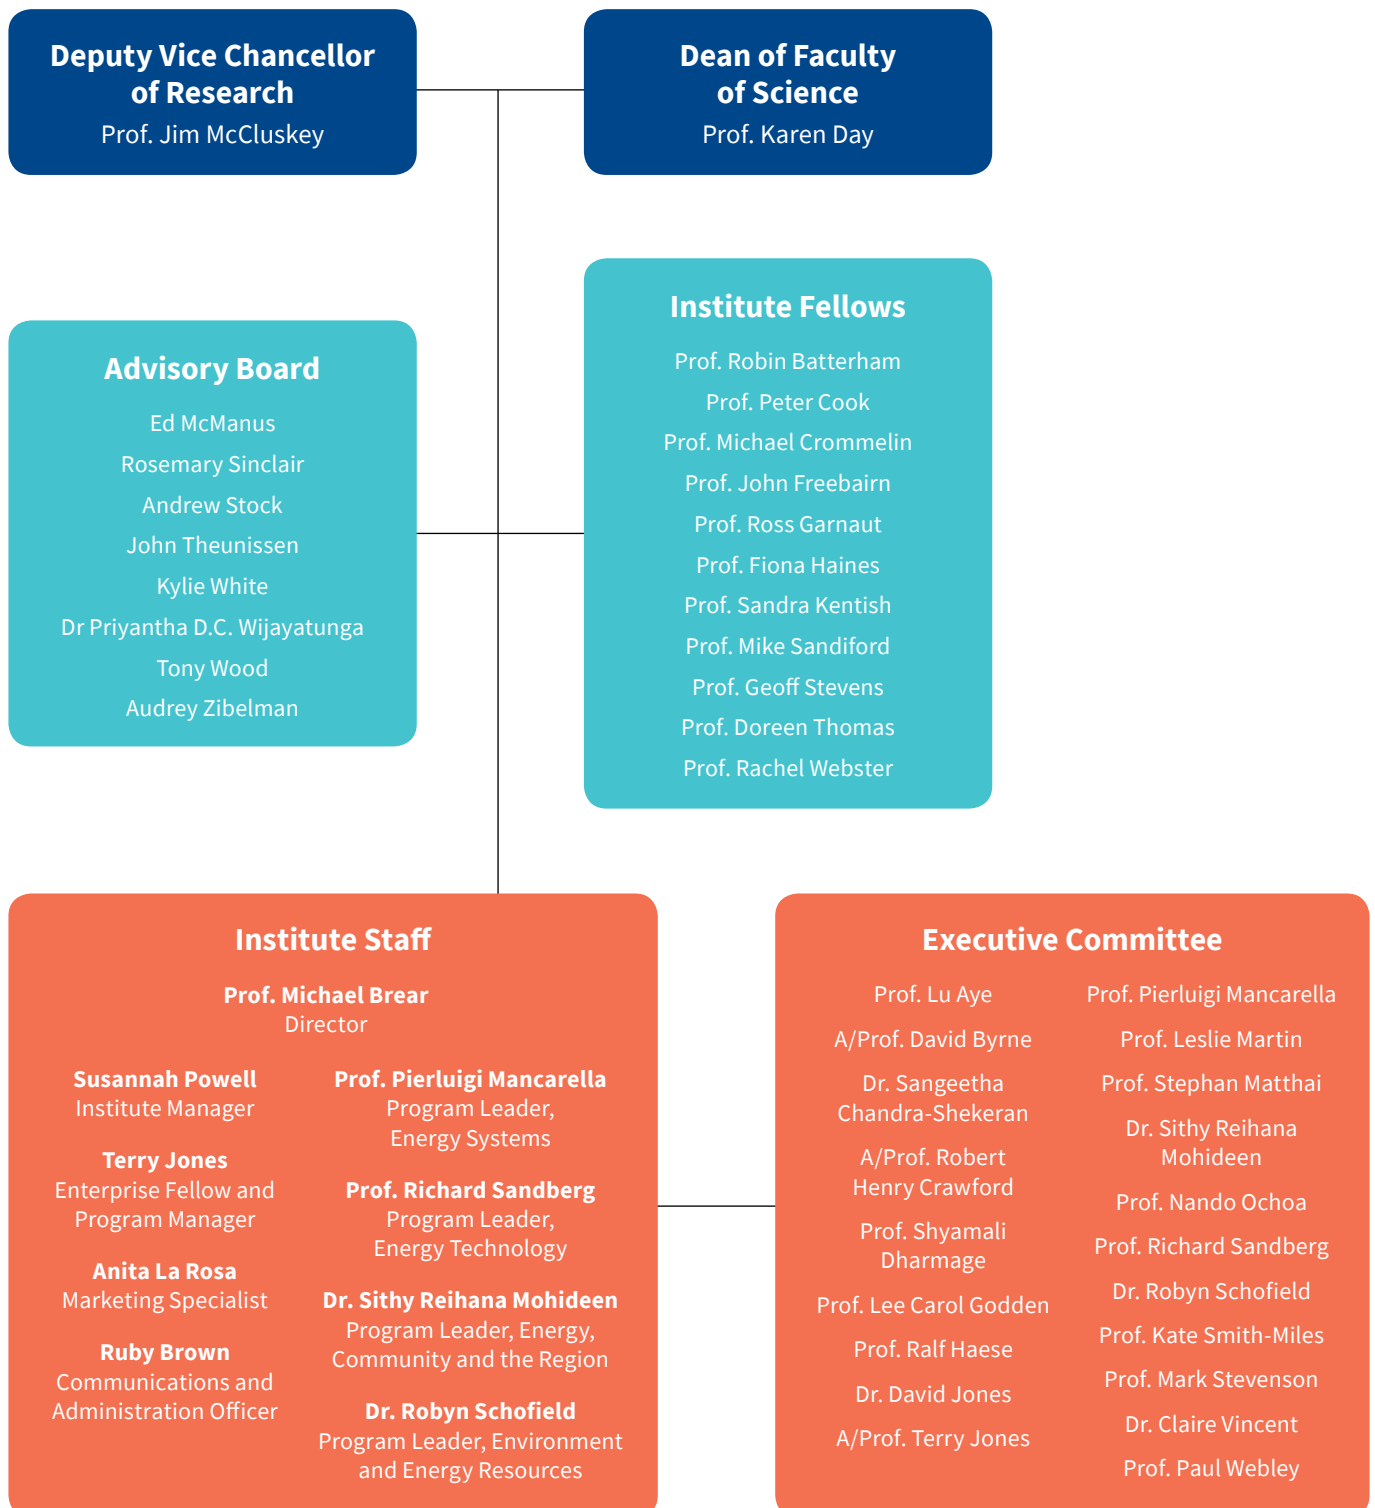 Deputy Vice Chancellor
of Research
Prof. Jim McCluskey
Dean of Faculty
of Science
Prof. Karen Day
Advisory Board
Ed McManus
Rosemary Sinclair
Andrew Stock
John Theunissen
Kylie White
Dr Priyantha D.C. Wijayatunga
Tony Wood
Audrey Zibelman
Institute Fellows
Prof. Robin Batterham
Prof. Peter Cook
Prof. Michael Crommelin
Prof. John Freebairn
Prof. Ross Garnaut
Prof. Fiona Haines
Prof. Sandra Kentish
Prof. Mike Sandiford
Prof. Geoff Stevens
Prof. Doreen Thomas
Prof. Rachel Webster
Institute Staff
Prof. Michael Brear
Director
Susannah Powell
Institute Manager
Terry Jones
Enterprise Fellow and
Program Manager
Anita La Rosa
Marketing Specialist
Ruby Brown
Communications and
Administration Officer
Prof. Pierluigi Mancarella
Program Leader,
Energy Systems
Prof. Richard Sandberg
Program Leader,
Energy Technology
Dr. Sithy Reihana Mohideen
Program Leader, Energy,
Community and the Region
Dr. Robyn Schofield
Program Leader, Environment
and Energy Resources
Executive Committee
Prof. Lu Aye
A/Prof. David Byrne
Dr. Sangeetha
Chandra-Shekeran
A/Prof. Robert
Henry Crawford
Prof. Shyamali
Dharmage
Prof. Lee Carol Godden
Prof. Ralf Haese
Dr. David Jones
A/Prof. Terry Jones
Prof. Pierluigi Mancarella
Prof. Leslie Martin
Prof. Stephan Matthai
Dr. Sithy Reihana
Mohideen
Prof. Nando Ochoa
Prof. Richard Sandberg
Dr. Robyn Schofield
Prof. Kate Smith-Miles
Prof. Mark Stevenson
Dr. Claire Vincent
Prof. Paul Webley